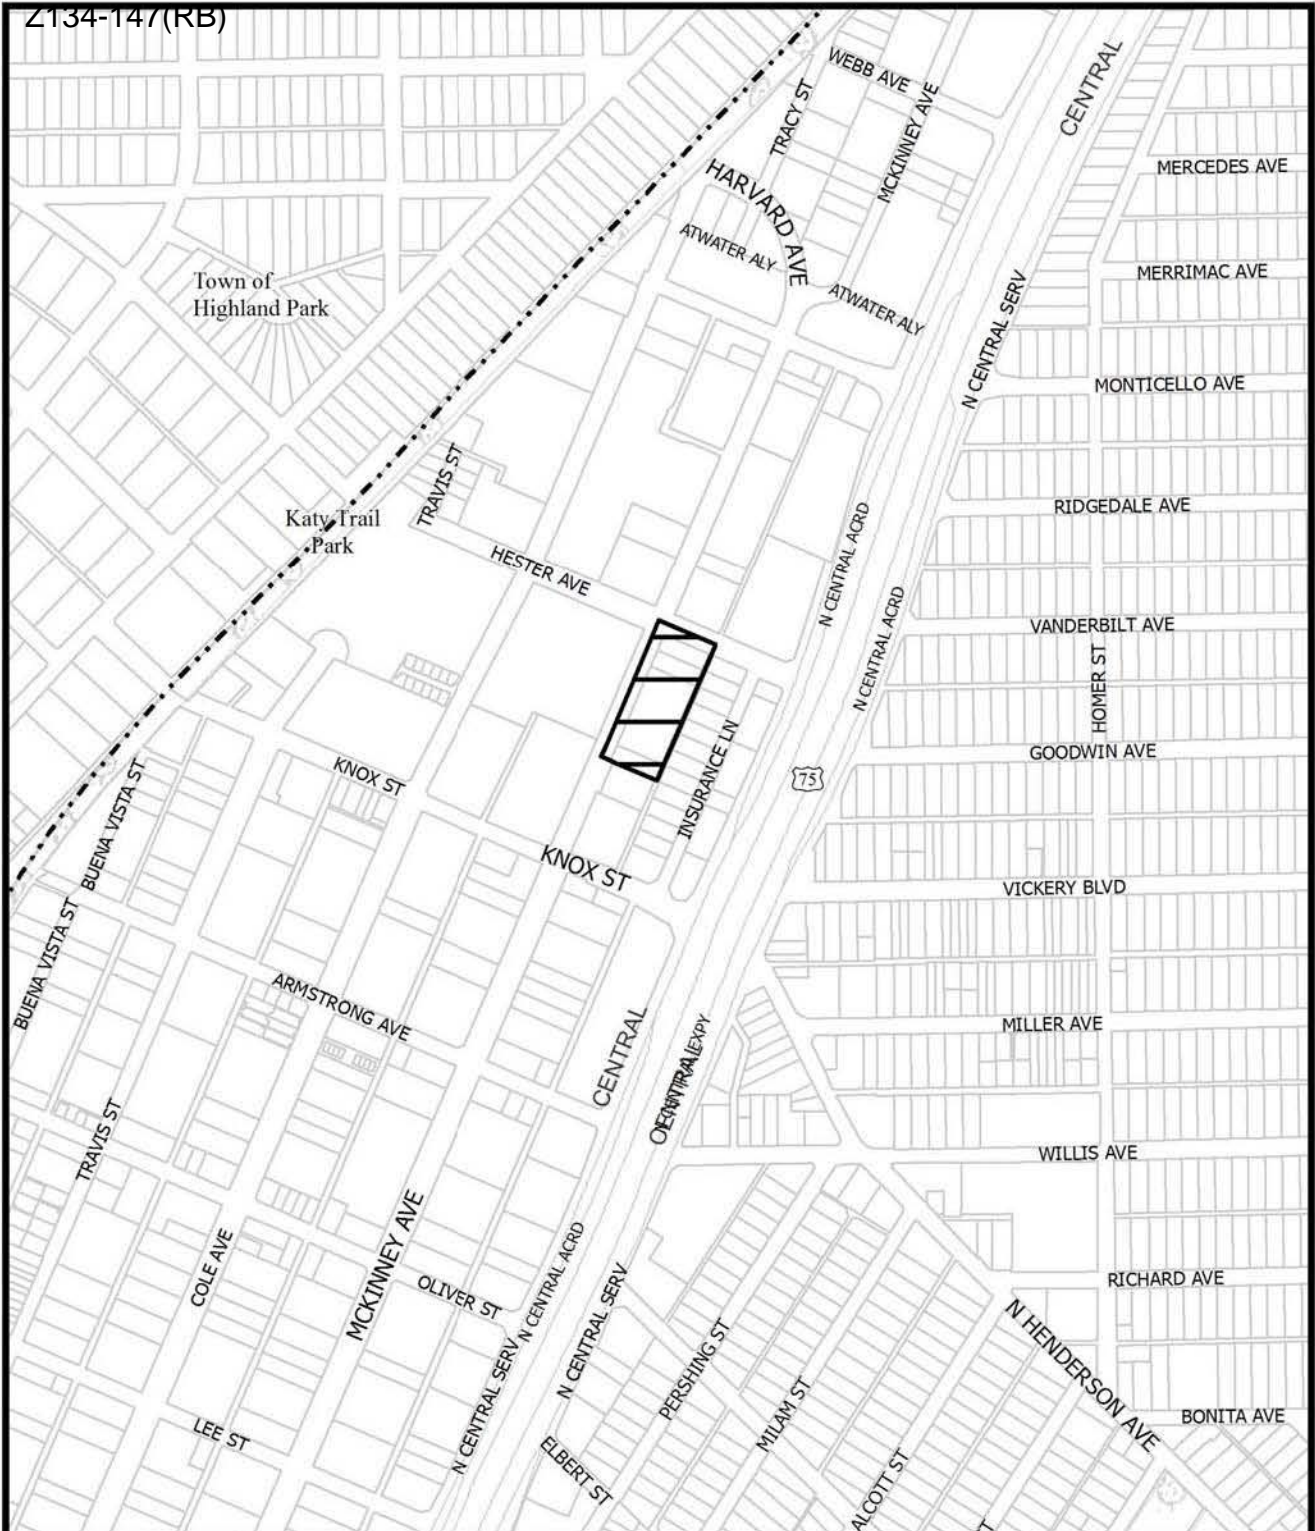 Z134-147(RB)
WEBB AVE
CENTRAL
TRACY ST
MCKINNEY AVE
MERCEDES AVE
HARVARD AVE
ATWATER ALY
MERRIMAC AVE
Town of
Highland Park
ATWATER ALY
N CENTRAL SERV
MONTICELLO AVE
TRAVIS ST
RIDGEDALE AVE
Katy Trail
Park
HESTER AVE
N CENTRAL ACRD
N CENTRAL ACRD
VANDERBILT AVE
HOMER ST
GOODWIN AVE
INSURANCE LN
75
KNOX ST
BUENA VISTA ST
KNOX ST
VICKERY BLVD
BUENA VISTA ST
ARMSTRONG AVE
MILLER AVE
CENTRAL
CENTRAL
EXPY
TRAVIS ST
WILLIS AVE
COLE AVE
MCKINNEY AVE
OLIVER ST
N CENTRAL ACRD
N CENTRAL SERV
RICHARD AVE
N HENDERSON AVE
PERSHING ST
N CENTRAL SERV
MILAM ST
BONITA AVE
LEE ST
ELBERT ST
ALCOTT ST